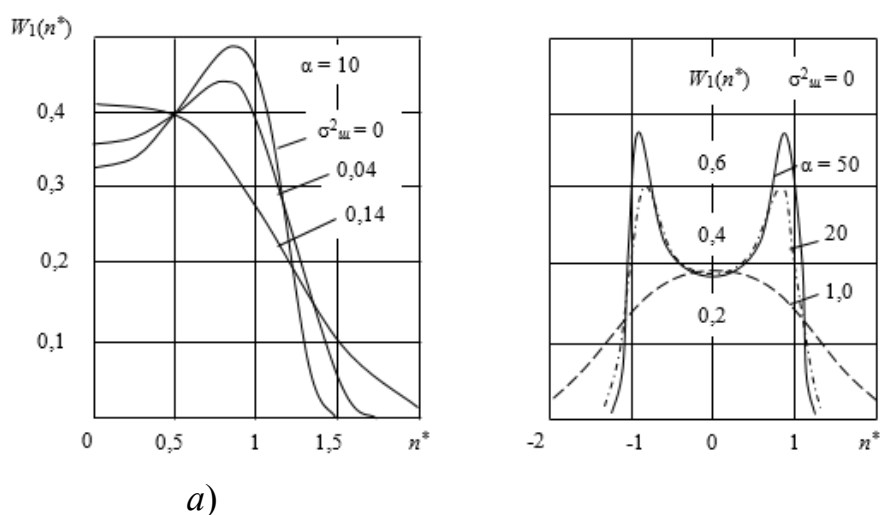 W₁(n*)
α = 10
0,4
σ²ш = 0
0,3
0,04
0,14
0,2
0,1
0 0,5 1 1,5 n*
а)
W₁(n*) σ²ш = 0
0,6
α = 50
0,4
20
1,0
0,2
-2 -1 0 1 n*